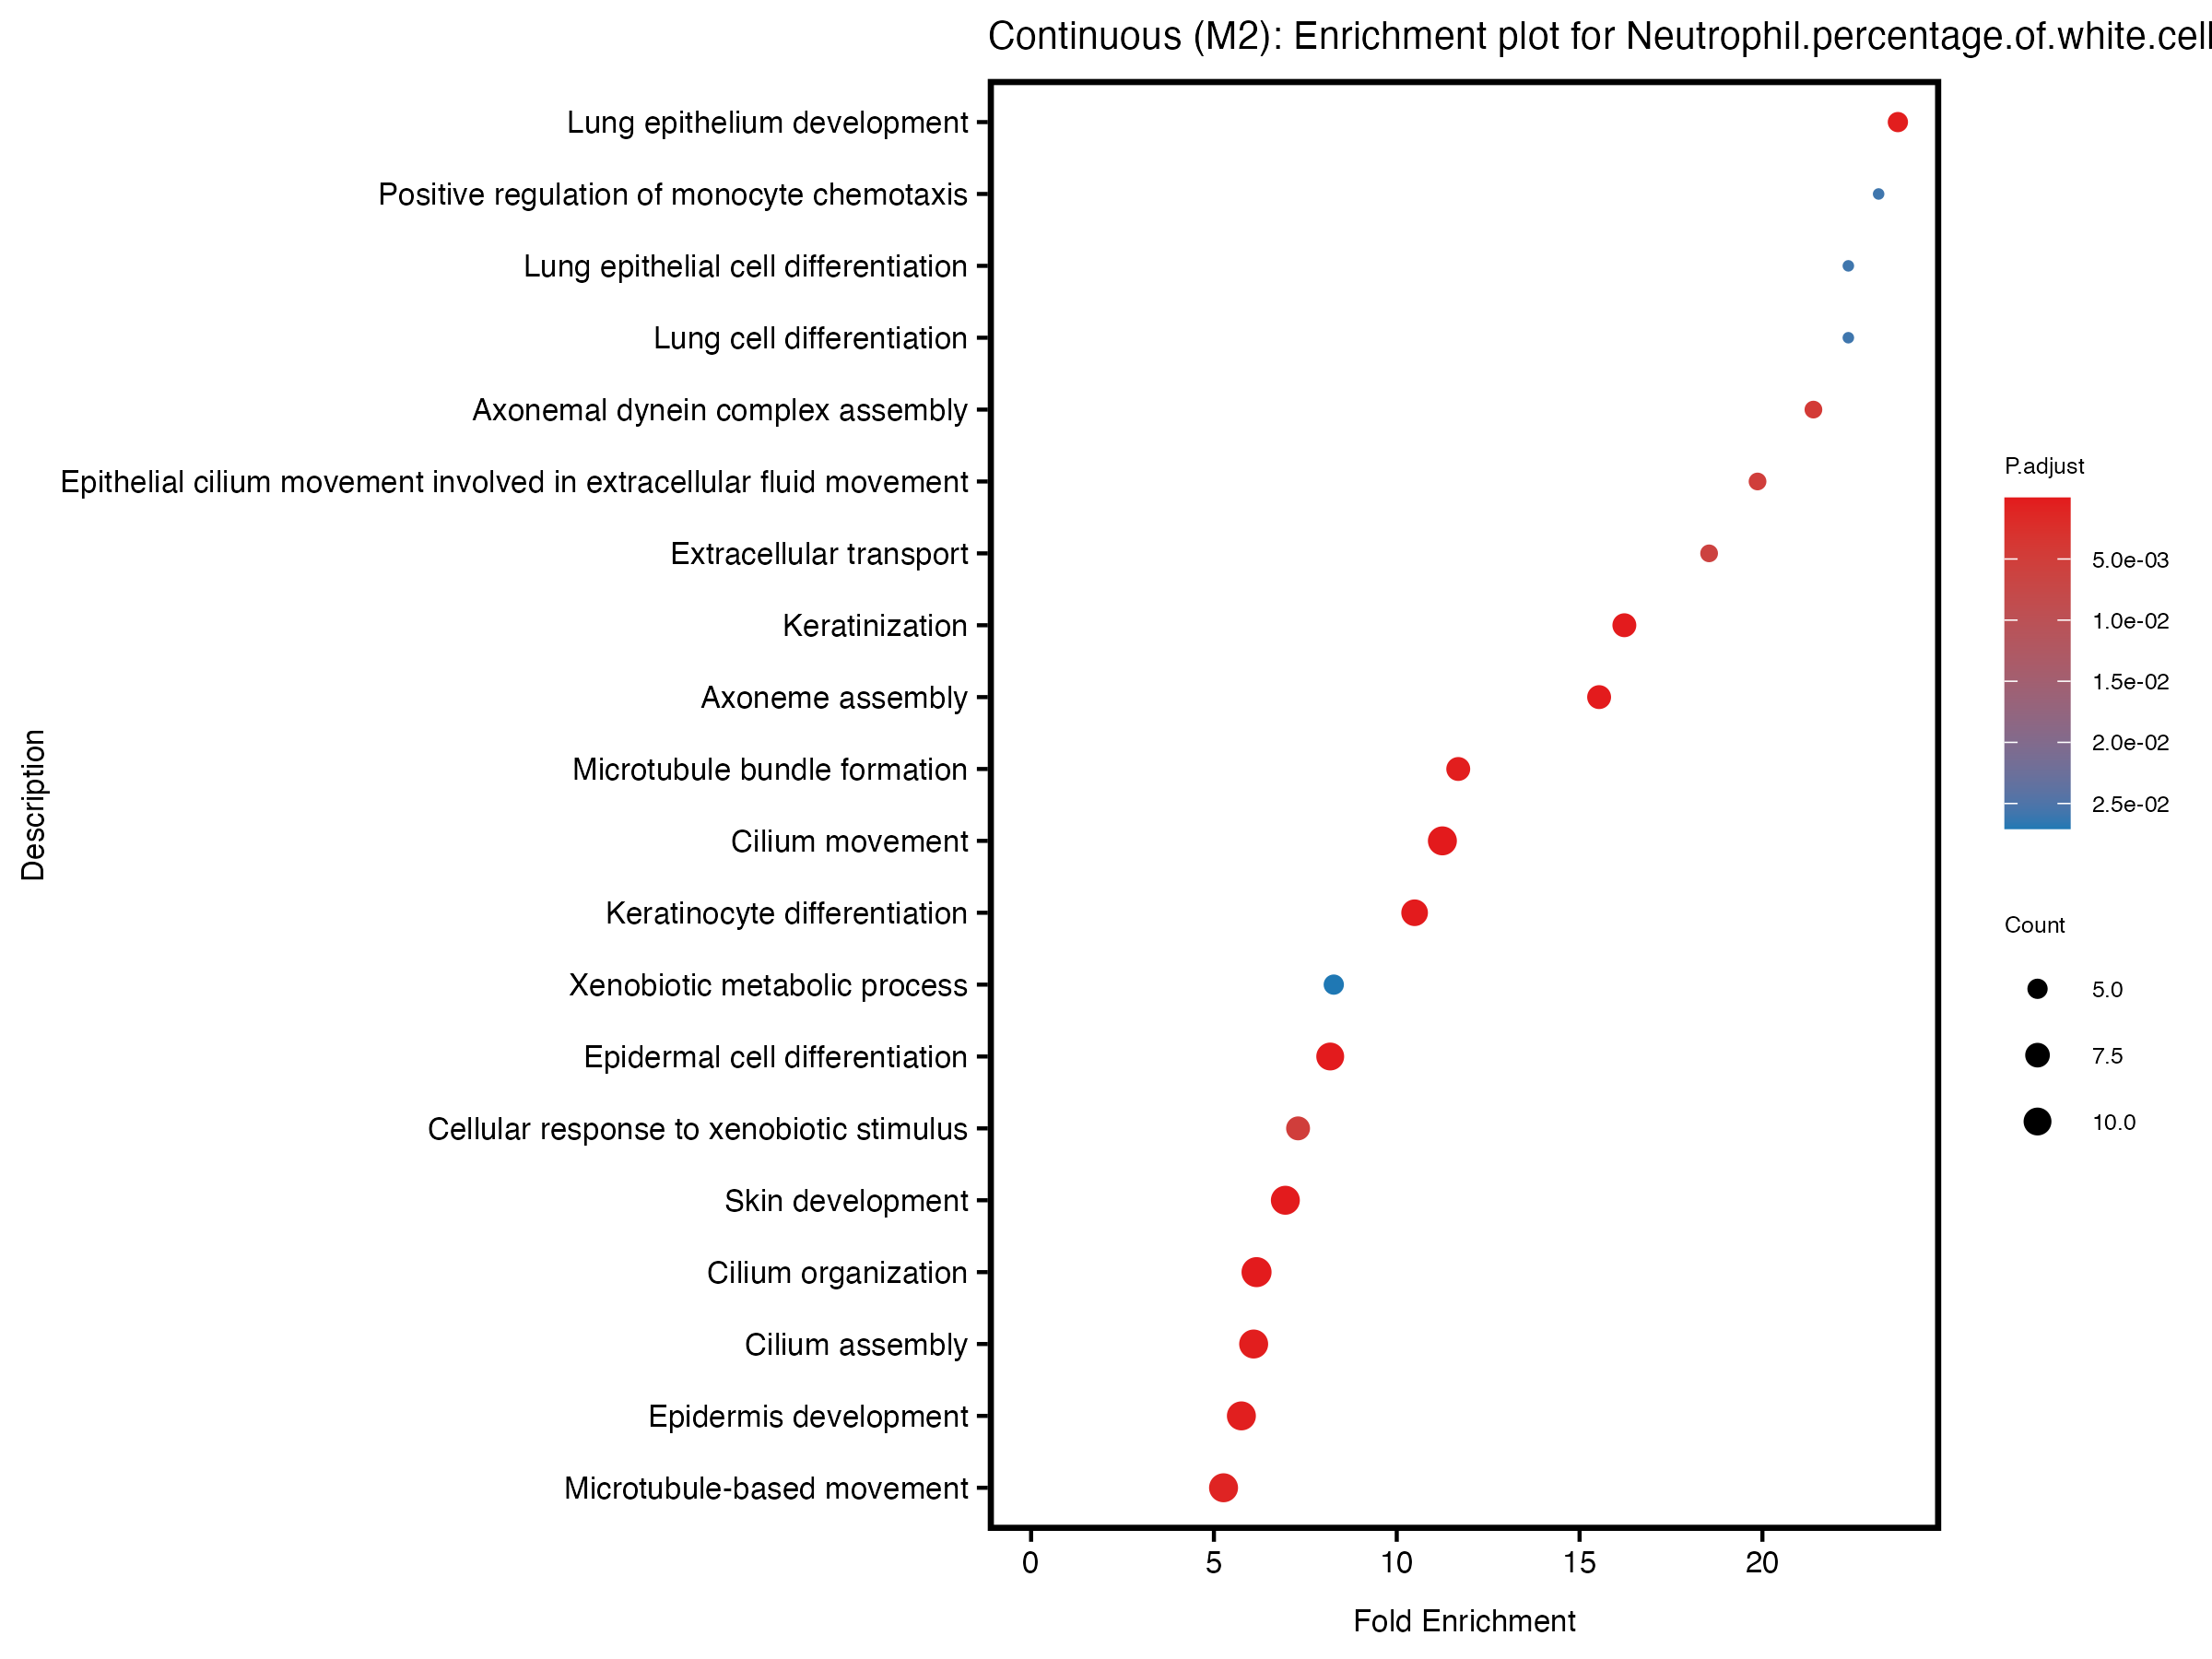 Continuous (M2): Enrichment plot for Neutrophil.percentage.of.white.cell
Lung epithelium development
Positive regulation of monocyte chemotaxis
Lung epithelial cell differentiation
Lung cell differentiation
Axonemal dynein complex assembly
Epithelial cilium movement involved in extracellular fluid movement
Extracellular transport
Keratinization
Axoneme assembly
Microtubule bundle formation
Cilium movement
Keratinocyte differentiation
Xenobiotic metabolic process
Epidermal cell differentiation
Cellular response to xenobiotic stimulus
Skin development
Cilium organization
Cilium assembly
Epidermis development
Microtubule-based movement
Description
0 5 10 15 20
Fold Enrichment
P.adjust
5.0e-03
1.0e-02
1.5e-02
2.0e-02
2.5e-02
Count
5.0
7.5
10.0